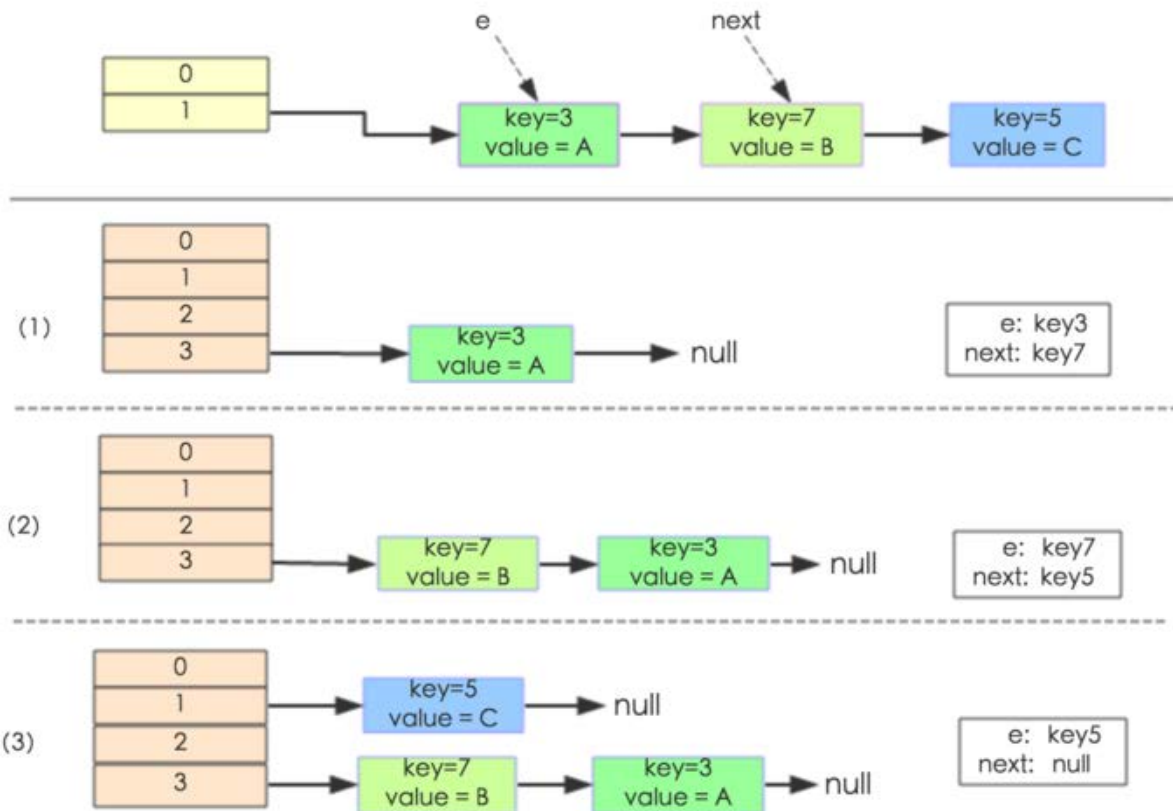 e
next
0
1
key=3
value = A
key=7
value = B
key=5
value = C
(1)
0
1
2
3
key=3
value = A
null
e: key3
next: key7
(2)
0
1
2
3
key=7
value = B
key=3
value = A
null
e: key7
next: key5
(3)
0
1
2
3
key=5
value = C
null
key=7
value = B
key=3
value = A
null
e: key5
next: null